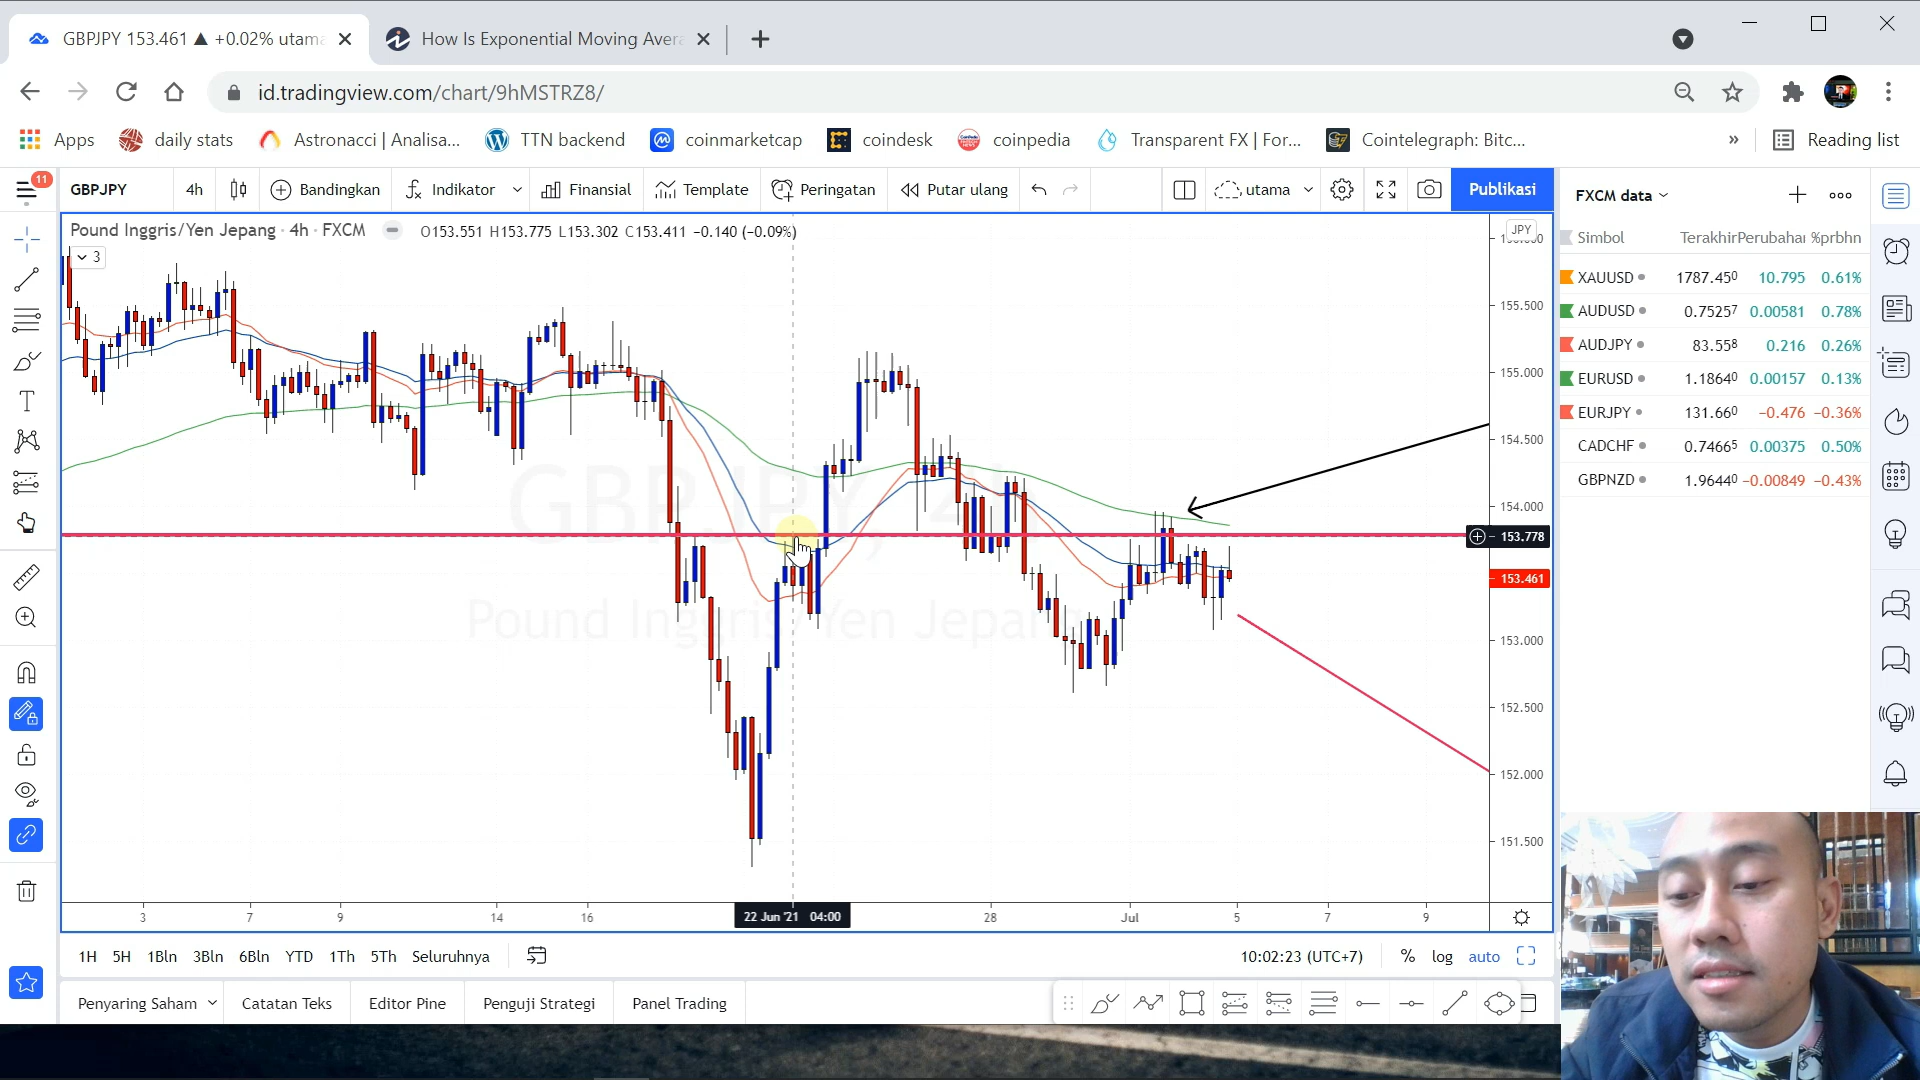 GBPJPY 153.461 ▲ +0.02% utama
How Is Exponential Moving Avera
id.tradingview.com/chart/9hMSTRZ8/
Apps
daily stats
Astronacci | Analisa...
TTN backend
coinmarketcap
coindesk
coinpedia
Transparent FX | For...
Cointelegraph: Bitc...
»
Reading list
11
GBPJPY
4h
Bandingkan
Indikator
Finansial
Template
Peringatan
Putar ulang
utama
Publikasi
FXCM data
Pound Inggris/Yen Jepang · 4h · FXCM
O153.551 H153.775 L153.302 C153.411 −0.140 (−0.09%)
3
JPY
Simbol Terakhir Perubahan %prbhn
XAUUSD 1787.450 10.795 0.61%
AUDUSD 0.75257 0.00581 0.78%
AUDJPY 83.558 0.216 0.26%
EURUSD 1.18640 0.00157 0.13%
EURJPY 131.660 −0.476 −0.36%
CADCHF 0.74665 0.00375 0.50%
GBPNZD 1.96440 −0.00849 −0.43%
155.500
155.000
154.500
154.000
153.778
153.461
153.000
152.500
152.000
151.500
GBPJPY, 4
Pound Inggris/Yen Jepan
3 7 9 14 16 22 Jun '21 04:00 28 Jul 5 7 9
1H 5H 1Bln 3Bln 6Bln YTD 1Th 5Th Seluruhnya
10:02:23 (UTC+7) % log auto
Penyaring Saham
Catatan Teks
Editor Pine
Penguji Strategi
Panel Trading